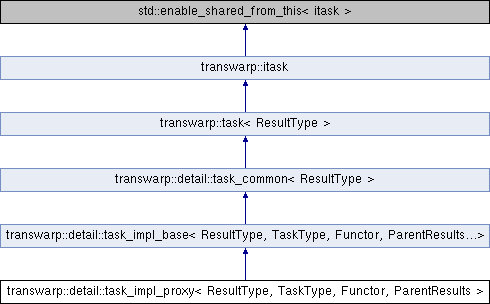 std::enable_shared_from_this< itask >
transwarp::itask
transwarp::task< ResultType >
transwarp::detail::task_common< ResultType >
transwarp::detail::task_impl_base< ResultType, TaskType, Functor, ParentResults...>
transwarp::detail::task_impl_proxy< ResultType, TaskType, Functor, ParentResults >